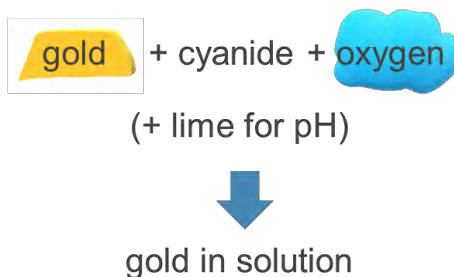 gold + cyanide + oxygen
(+ lime for pH)
gold in solution